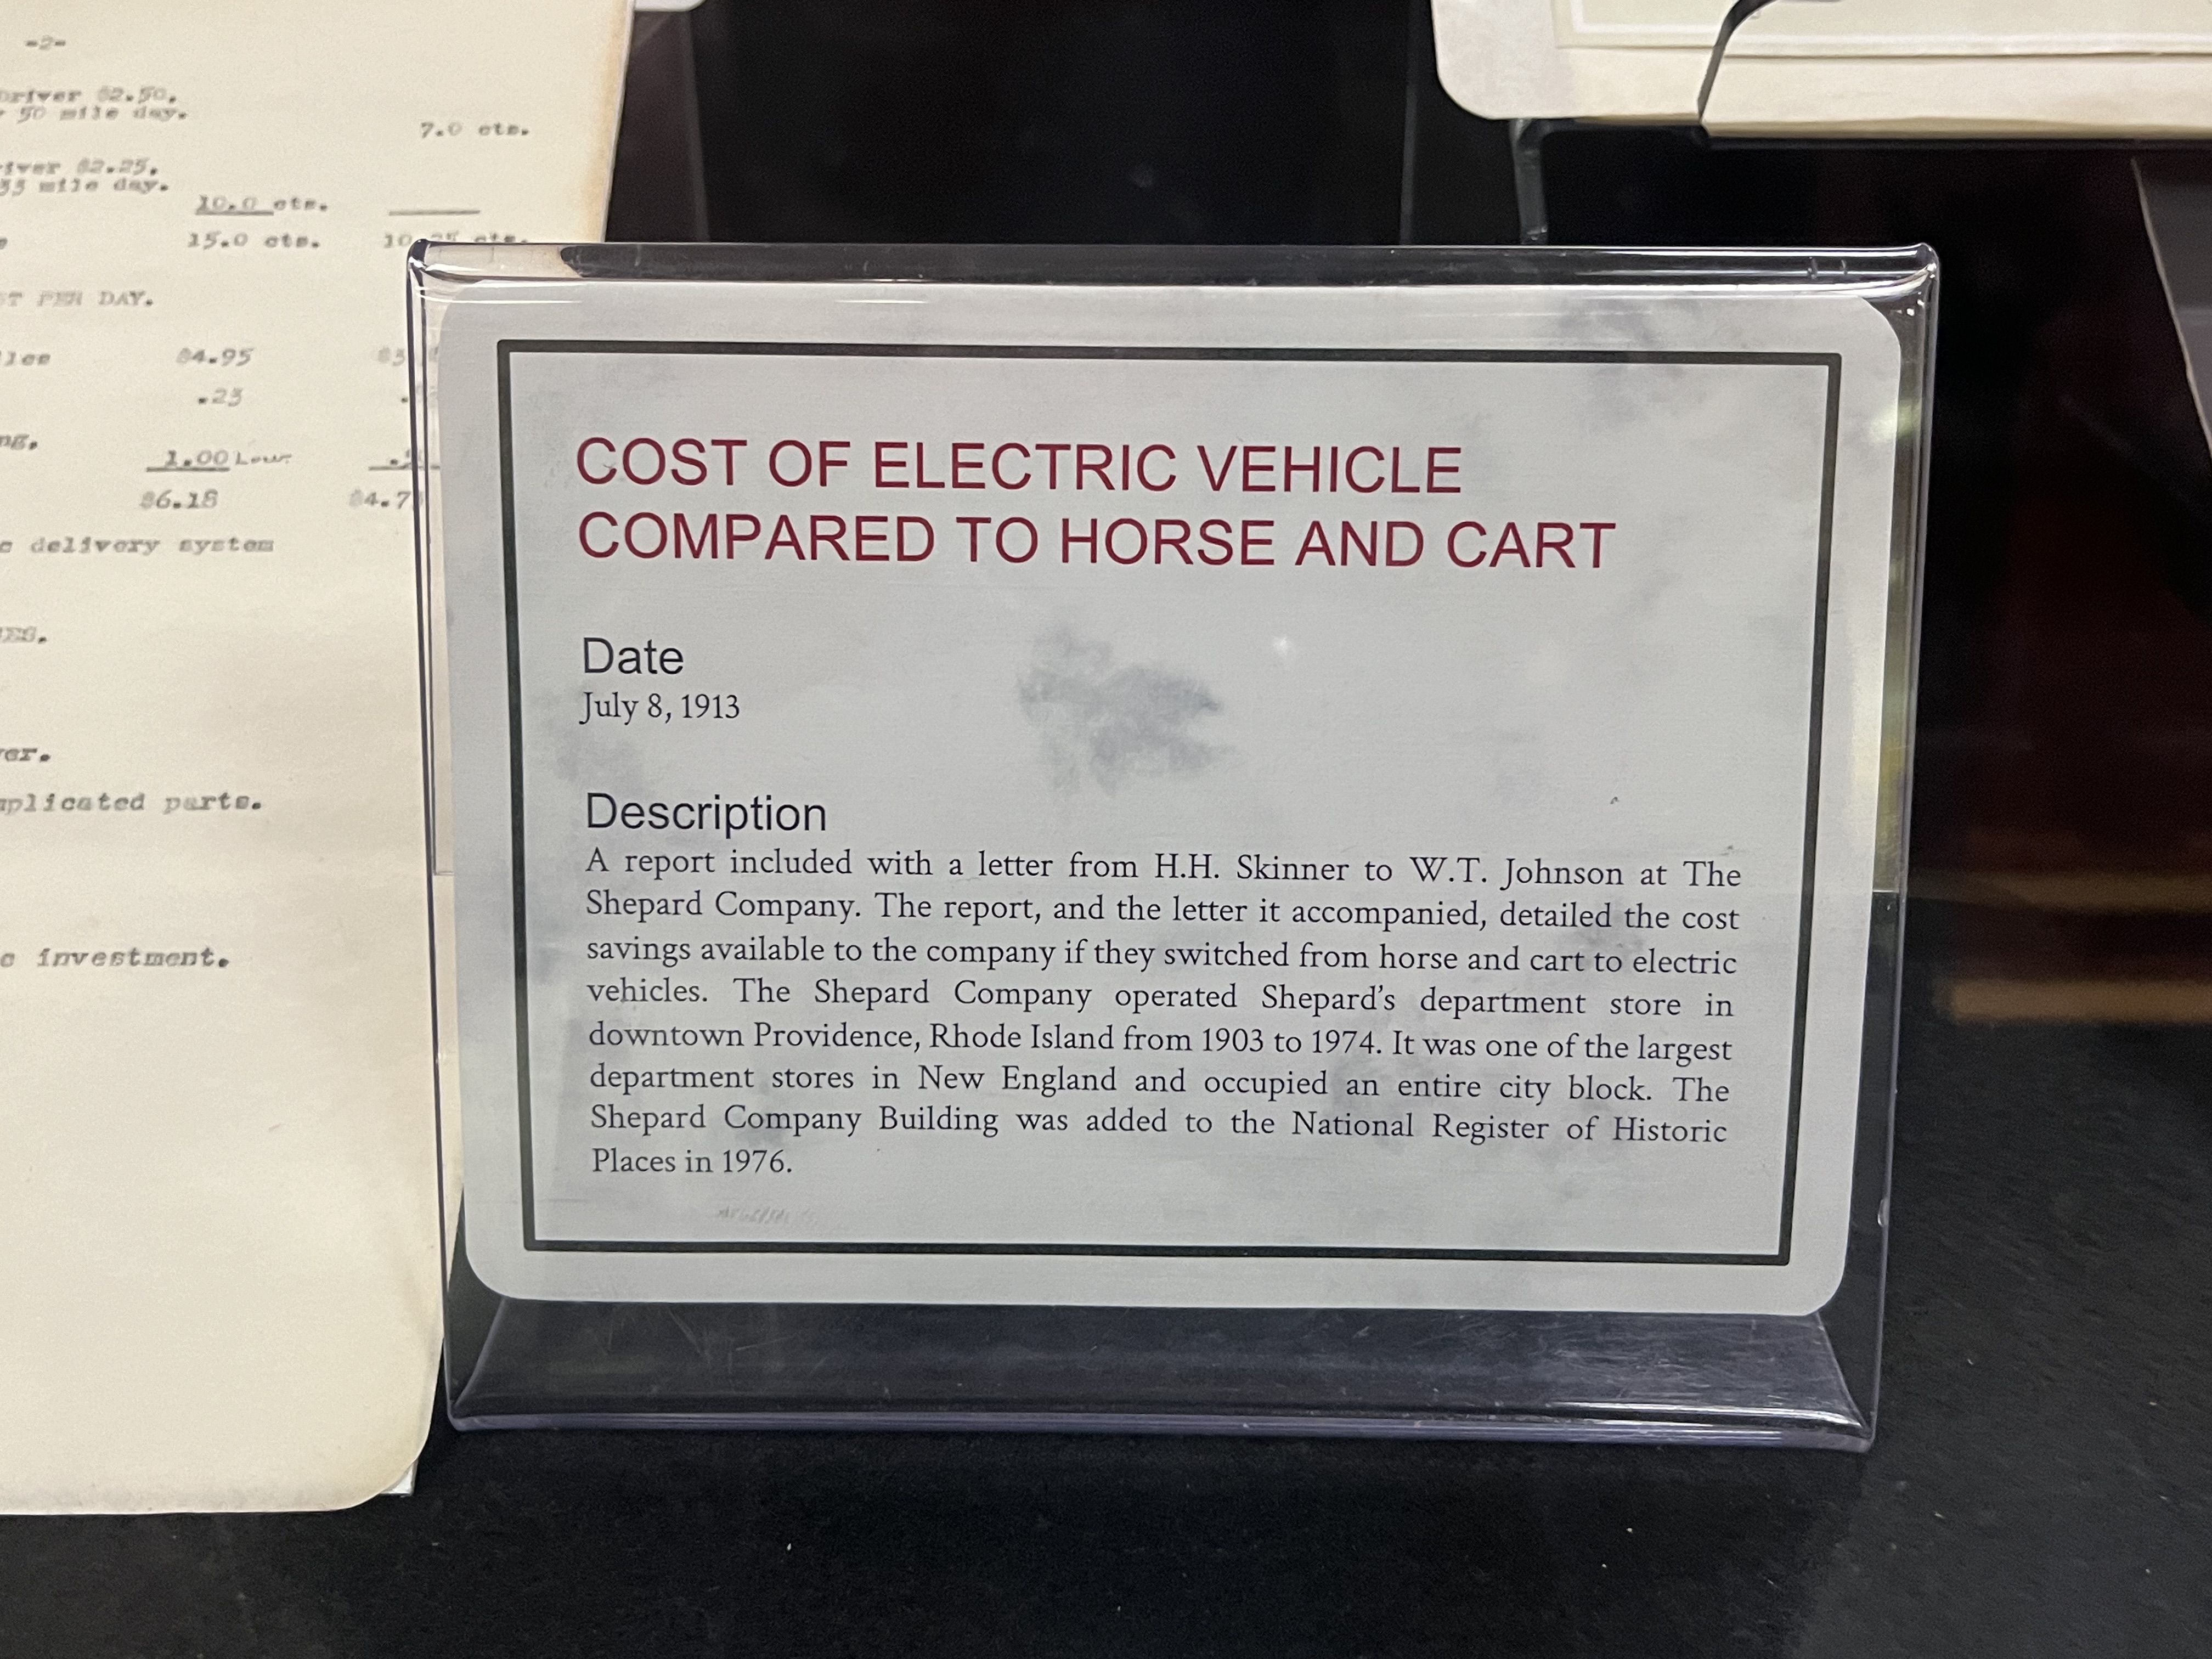 -2-
Driver $2.50.
50 mile day.
7.0 cts.
$2.25.
33 mile day.
10.0 cts.
15.0 cts.
PER DAY.
$4.95
.23
1.00
$6.18
delivery system
parts.
investment.
COST OF ELECTRIC VEHICLE
COMPARED TO HORSE AND CART
Date
July 8, 1913
Description
A report included with a letter from H.H. Skinner to W.T. Johnson at The
Shepard Company. The report, and the letter it accompanied, detailed the cost
savings available to the company if they switched from horse and cart to electric
vehicles. The Shepard Company operated Shepard's department store in
downtown Providence, Rhode Island from 1903 to 1974. It was one of the largest
department stores in New England and occupied an entire city block. The
Shepard Company Building was added to the National Register of Historic
Places in 1976.